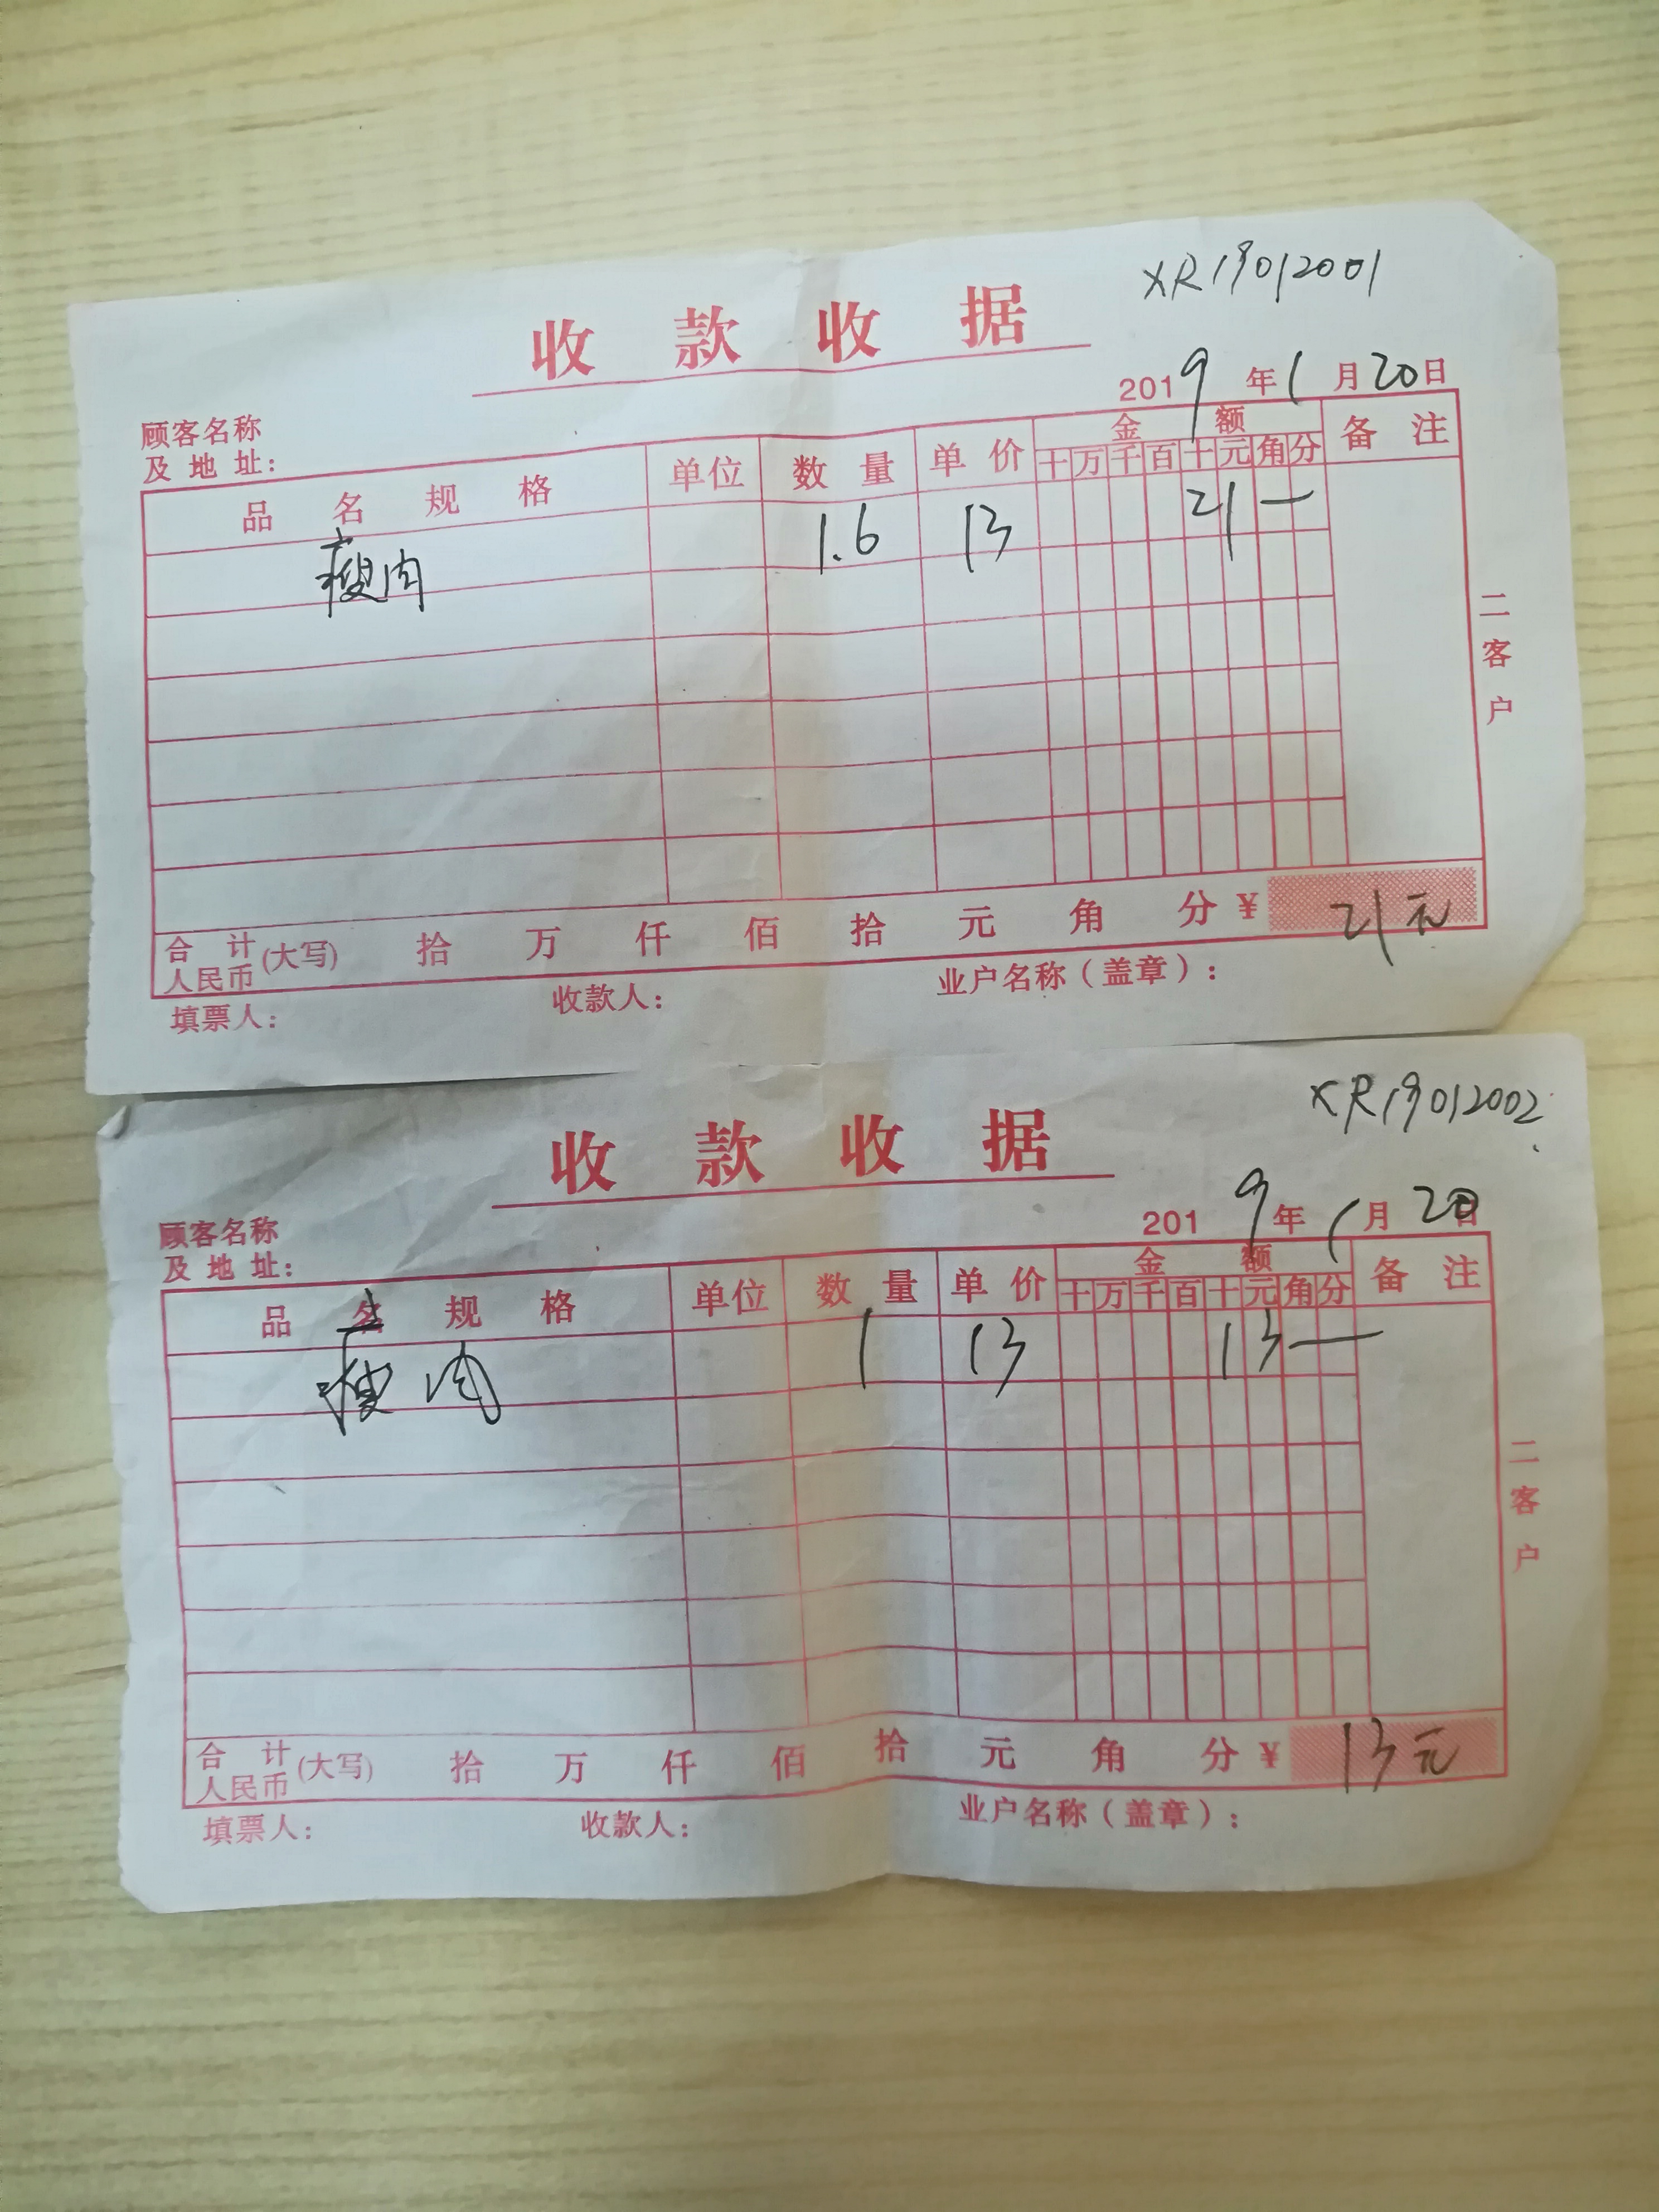 XR19012001
收款收据
2019年1月20日
顾客名称
及地址：
品名规格 单位 数量 单价 金额 备注
十万千百十元角分
瘦肉 1.6 13 21—
二客户
合计 人民币 (大写) 拾 万 仟 佰 拾 元 角 分 ¥ 21元
填票人： 收款人： 业户名称（盖章）：
XR19012002
收款收据
2019年1月20日
顾客名称
及地址：
品名规格 单位 数量 单价 金额 备注
十万千百十元角分
瘦肉 1 13 13—
二客户
合计 人民币 (大写) 拾 万 仟 佰 拾 元 角 分 ¥ 13元
填票人： 收款人： 业户名称（盖章）：